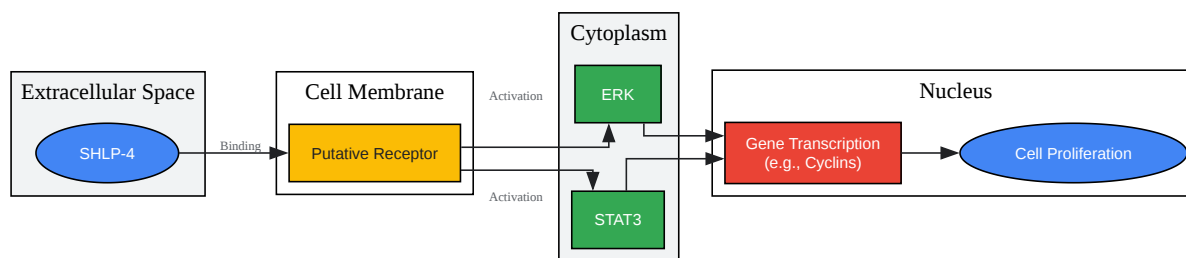 Extracellular Space
SHLP-4
Binding
Cell Membrane
Putative Receptor
Activation
Activation
Cytoplasm
ERK
STAT3
Nucleus
Gene Transcription
(e.g., Cyclins)
Cell Proliferation